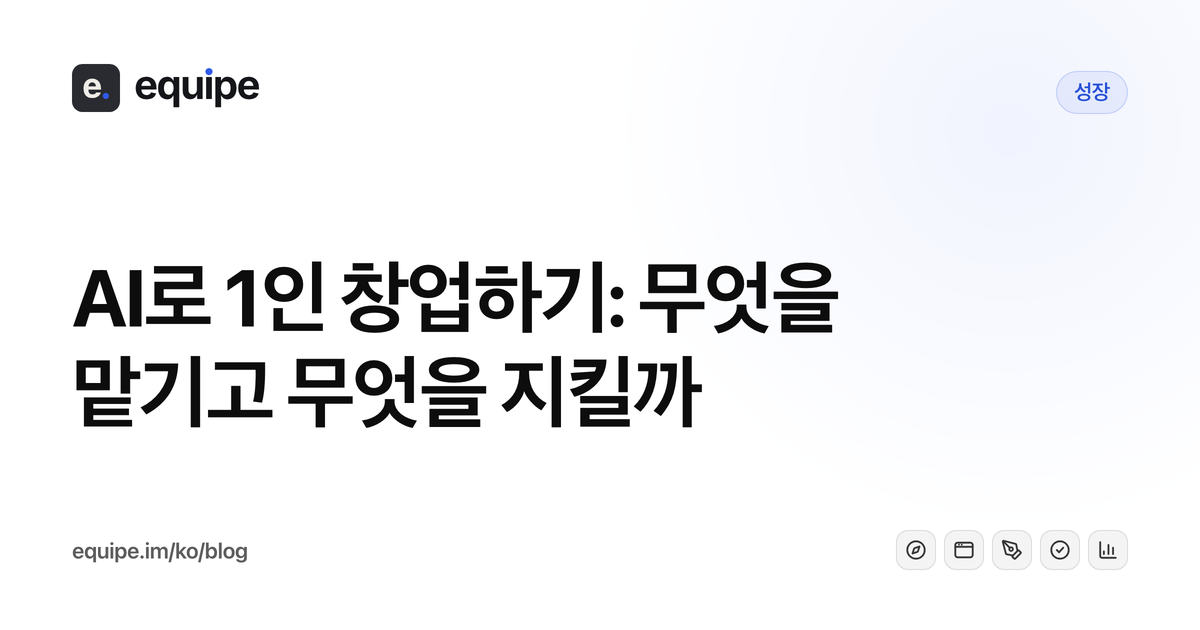 e.
equipe
성장
AI로 1인 창업하기: 무엇을
맡기고 무엇을 지킬까
equipe.im/ko/blog